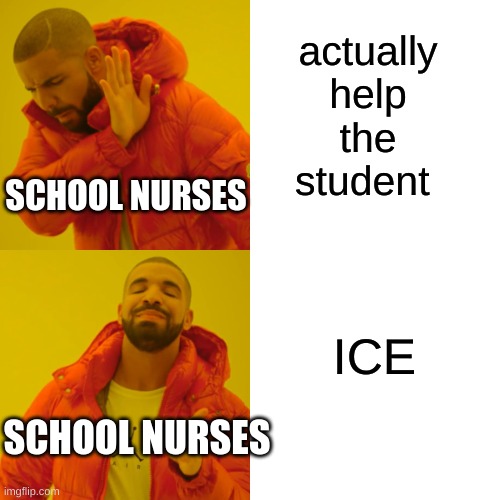 actually
help
the
student
SCHOOL NURSES
ICE
SCHOOL NURSES
imgflip.com